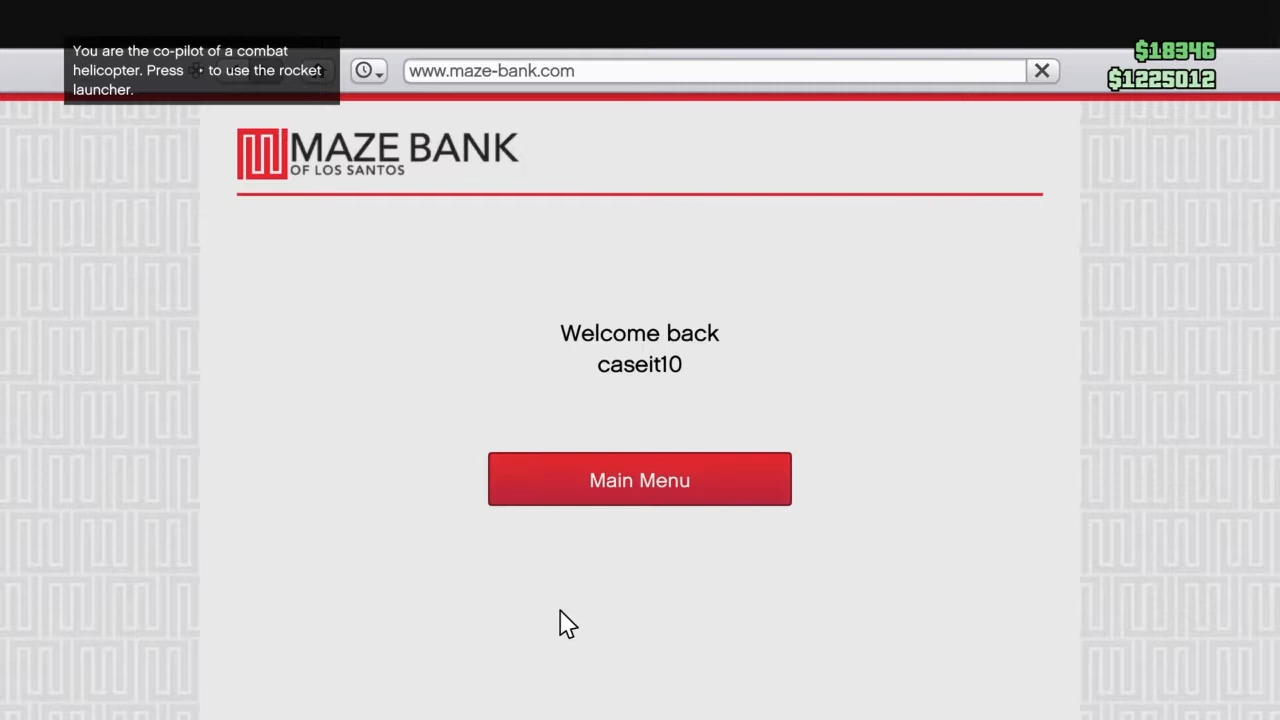 You are the co-pilot of a combat
helicopter. Press to use the rocket
launcher.
www.maze-bank.com
$18346
$1225012
MAZE BANK
OF LOS SANTOS
Welcome back
caseit10
Main Menu